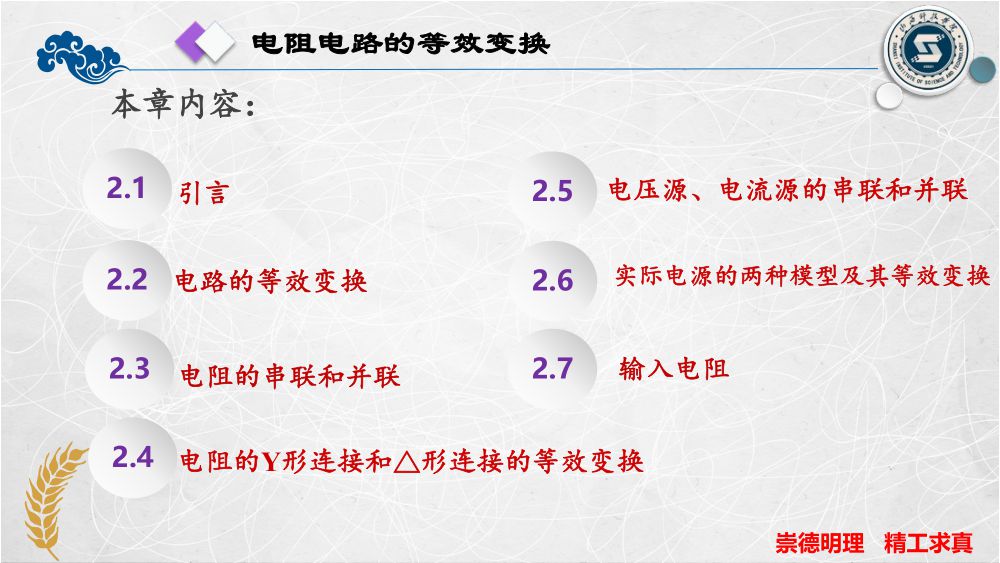 电阻电路的等效变换
本章内容：
2.1 引言
2.2 电路的等效变换
2.3 电阻的串联和并联
2.4 电阻的Y形连接和△形连接的等效变换
2.5 电压源、电流源的串联和并联
2.6 实际电源的两种模型及其等效变换
2.7 输入电阻
崇德明理 精工求真